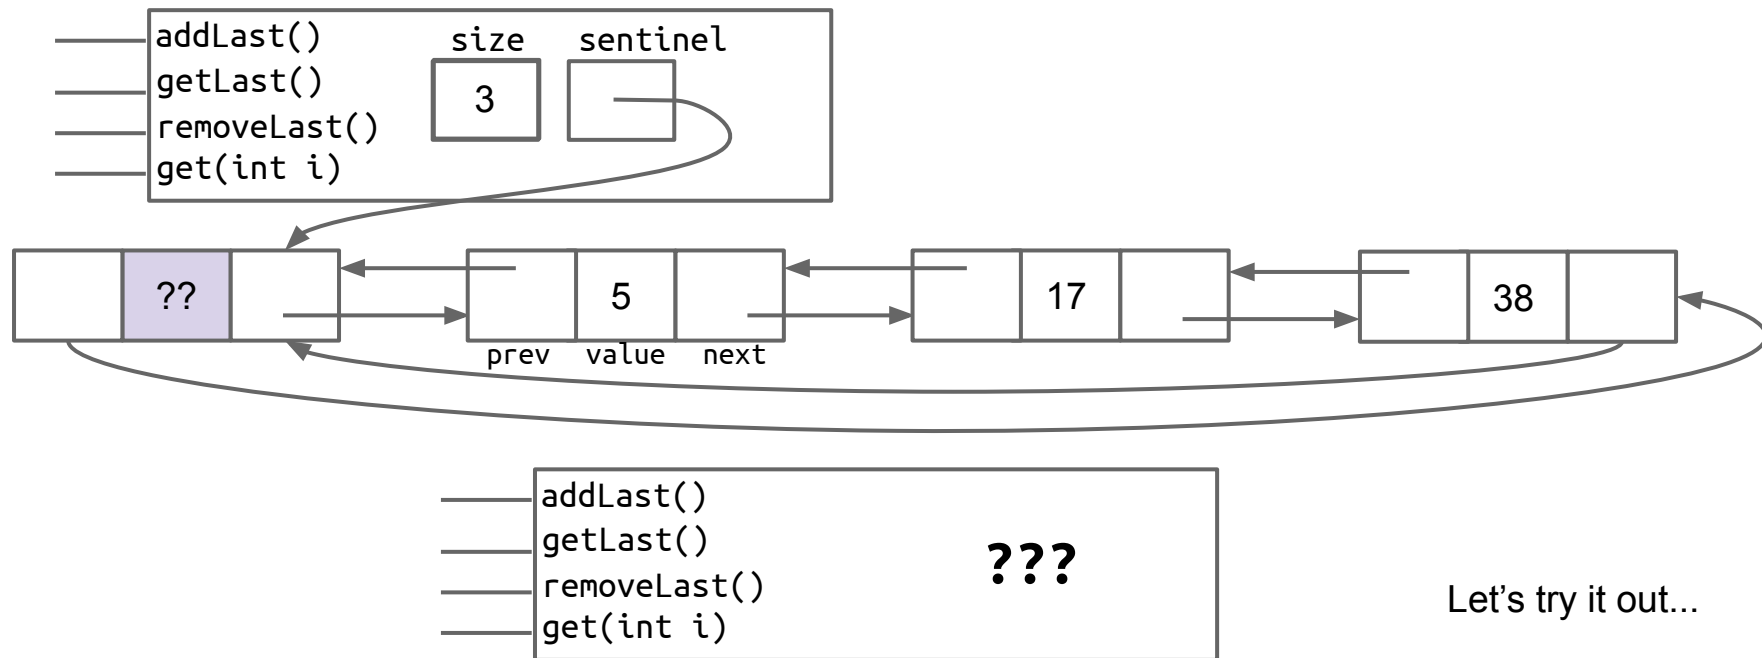 addLast()
size
sentinel
getLast()
3
removeLast()
get(int i)
??
5
17
38
prev
value
next
addLast()
getLast()
???
removeLast()
Let's try it out...
get(int i)